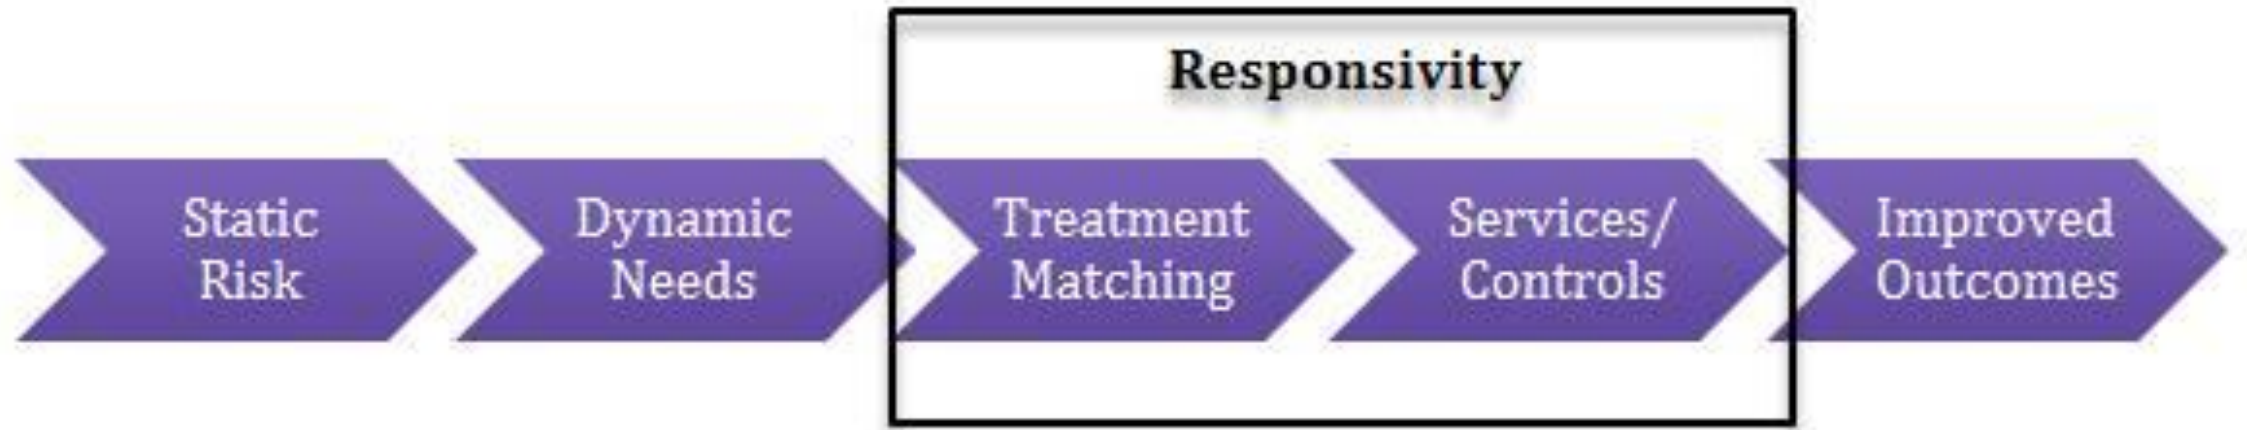 Responsivity
Static
Risk
Dynamic
Needs
Treatment
Matching
Services/
Controls
Improved
Outcomes